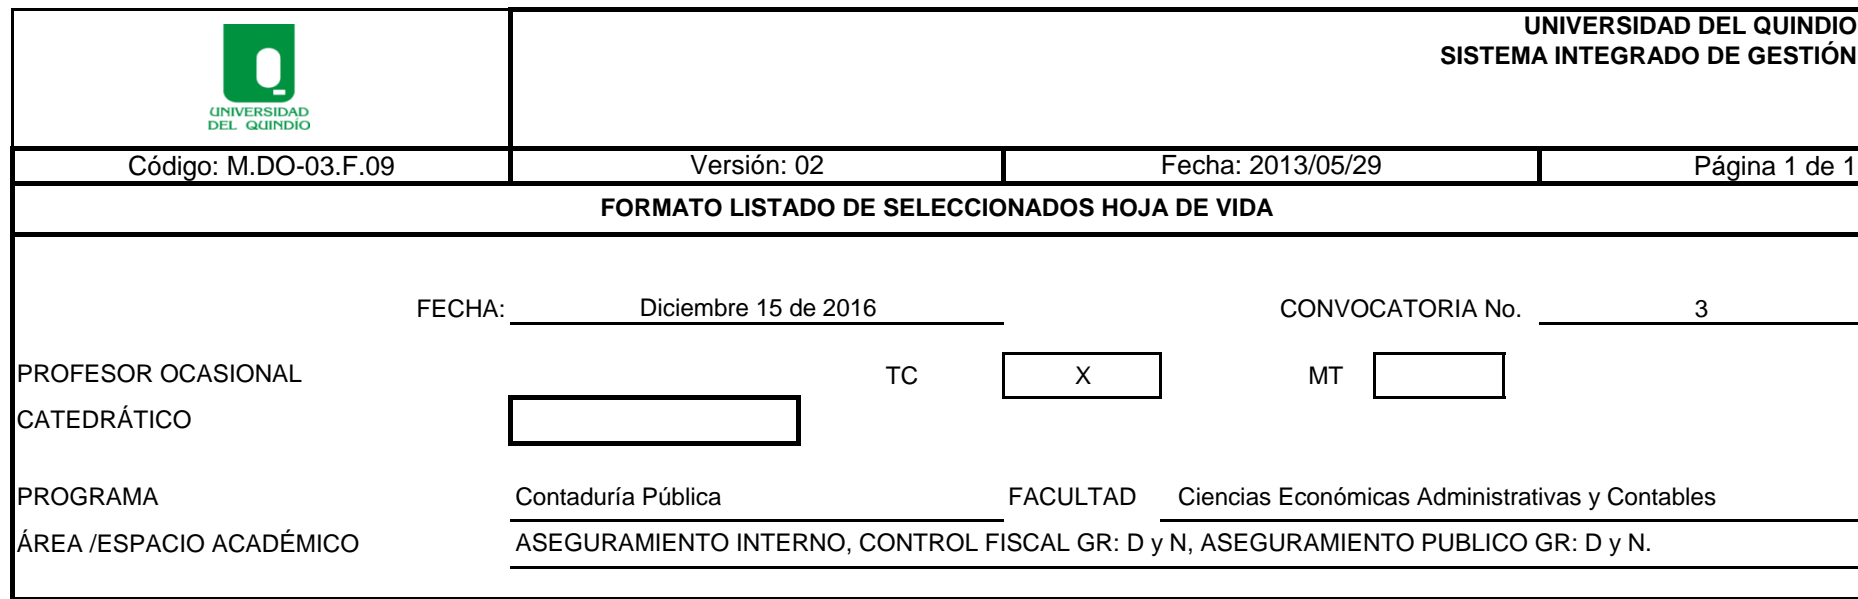 UNIVERSIDAD DEL QUINDIO
SISTEMA INTEGRADO DE GESTIÓN
UNIVERSIDAD
DEL QUINDÍO
Código: M.DO-03.F.09 Versión: 02 Fecha: 2013/05/29 Página 1 de 1
FORMATO LISTADO DE SELECCIONADOS HOJA DE VIDA
FECHA: Diciembre 15 de 2016 CONVOCATORIA No. 3
PROFESOR OCASIONAL TC X MT
CATEDRÁTICO
PROGRAMA Contaduría Pública FACULTAD Ciencias Económicas Administrativas y Contables
ÁREA /ESPACIO ACADÉMICO ASEGURAMIENTO INTERNO, CONTROL FISCAL GR: D y N, ASEGURAMIENTO PUBLICO GR: D y N.